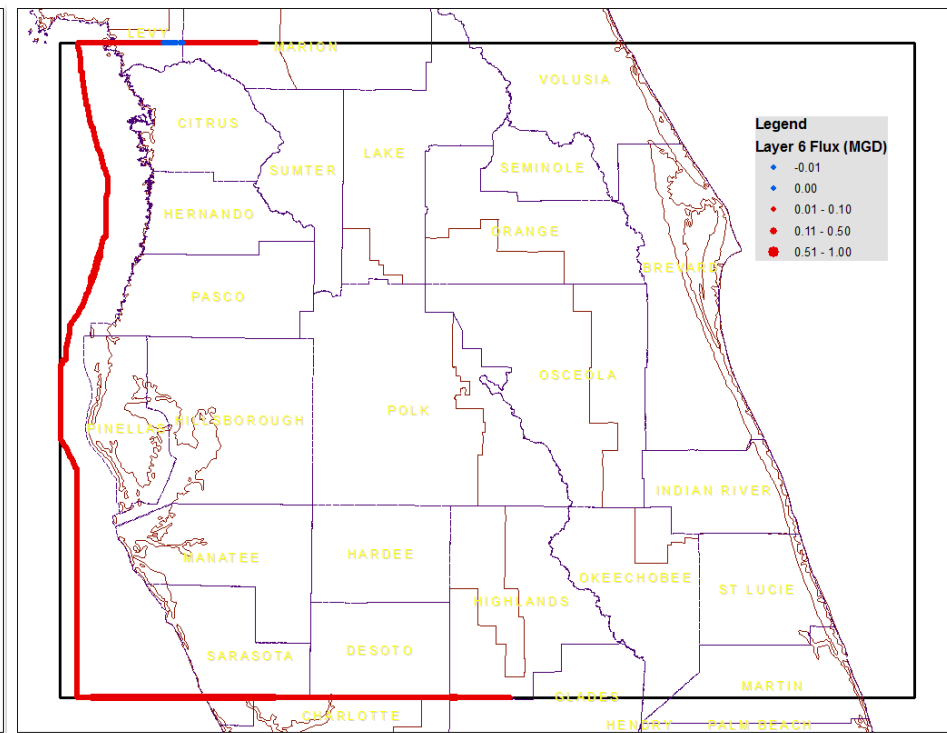 LEVY
MARION
VOLUSIA
Legend
Layer 6 Flux (MGD)
-0.01
0.00
0.01 - 0.10
0.11 - 0.50
0.51 - 1.00
CITRUS
LAKE
SUMTER
SEMINOLE
HERNANDO
ORANGE
BREVARD
PASCO
OSCEOLA
POLK
PINELLAS
HILLSBOROUGH
INDIAN RIVER
MANATEE
HARDEE
OKEECHOBEE
ST LUCIE
HIGHLANDS
SARASOTA
DESOTO
MARTIN
GLADES
CHARLOTTE
HENDRY
PALM BEACH